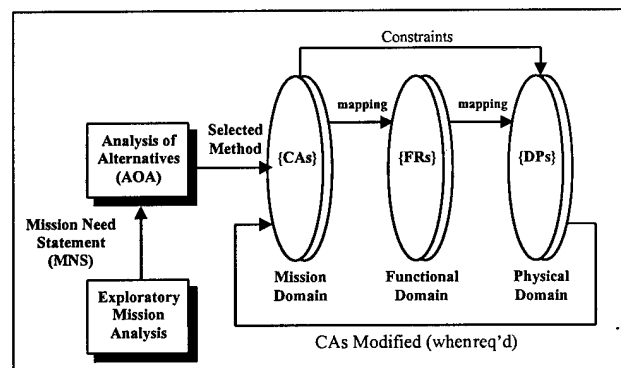 Constraints
mapping
mapping
Selected
Method
Analysis of
Alternatives
(AOA)
{CAs}
{FRs}
{DPs}
Mission Need
Statement
(MNS)
Exploratory
Mission
Analysis
Mission
Domain
Functional
Domain
Physical
Domain
CAs Modified (whenreq'd)